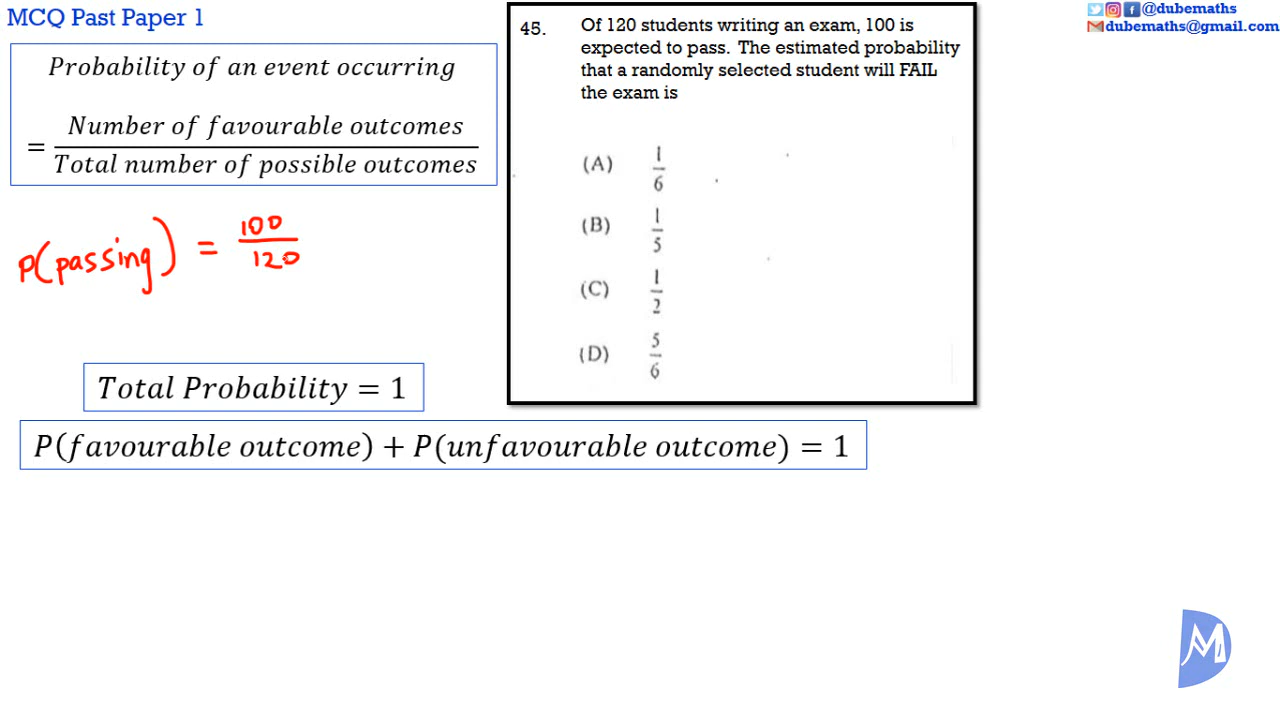 MCQ Past Paper 1
@dubemaths
dubemaths@gmail.com
Probability of an event occurring
= Number of favourable outcomes
Total number of possible outcomes
45. Of 120 students writing an exam, 100 is
expected to pass. The estimated probability
that a randomly selected student will FAIL
the exam is
(A) 1/6
(B) 1/5
(C) 1/2
(D) 5/6
P(passing) = 100/120
Total Probability = 1
P(favourable outcome) + P(unfavourable outcome) = 1
M